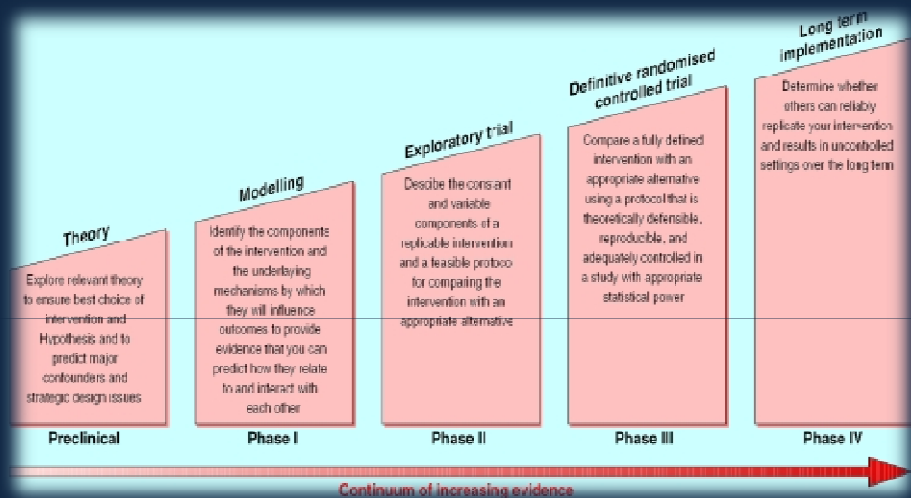 Theory
Explore relevant theory
to ensure best choice of
intervention and
Hypothesis and to
predict major
confounders and
strategic design issues
Preclinical
Modelling
Identify the components
of the intervention and
the underlaying
mechanisms by which
they will influence
outcomes to provide
evidence that you can
predict how they relate
to and interact with
each other
Phase I
Exploratory trial
Descibe the constant
and variable
components of a
replicable intervention
and a feasible protocol
for comparing the
intervention with an
appropriate alternative
Phase II
Definitive randomised
controlled trial
Compare a fully defined
intervention with an
appropriate alternative
using a protocol that is
theoretically defensible,
reproducible, and
adequately controlled in
a study with appropriate
statistical power
Phase III
Long term
implementation
Determine whether
others can reliably
replicate your intervention
and results in uncontrolled
settings over the long term
Phase IV
Continuum of increasing evidence